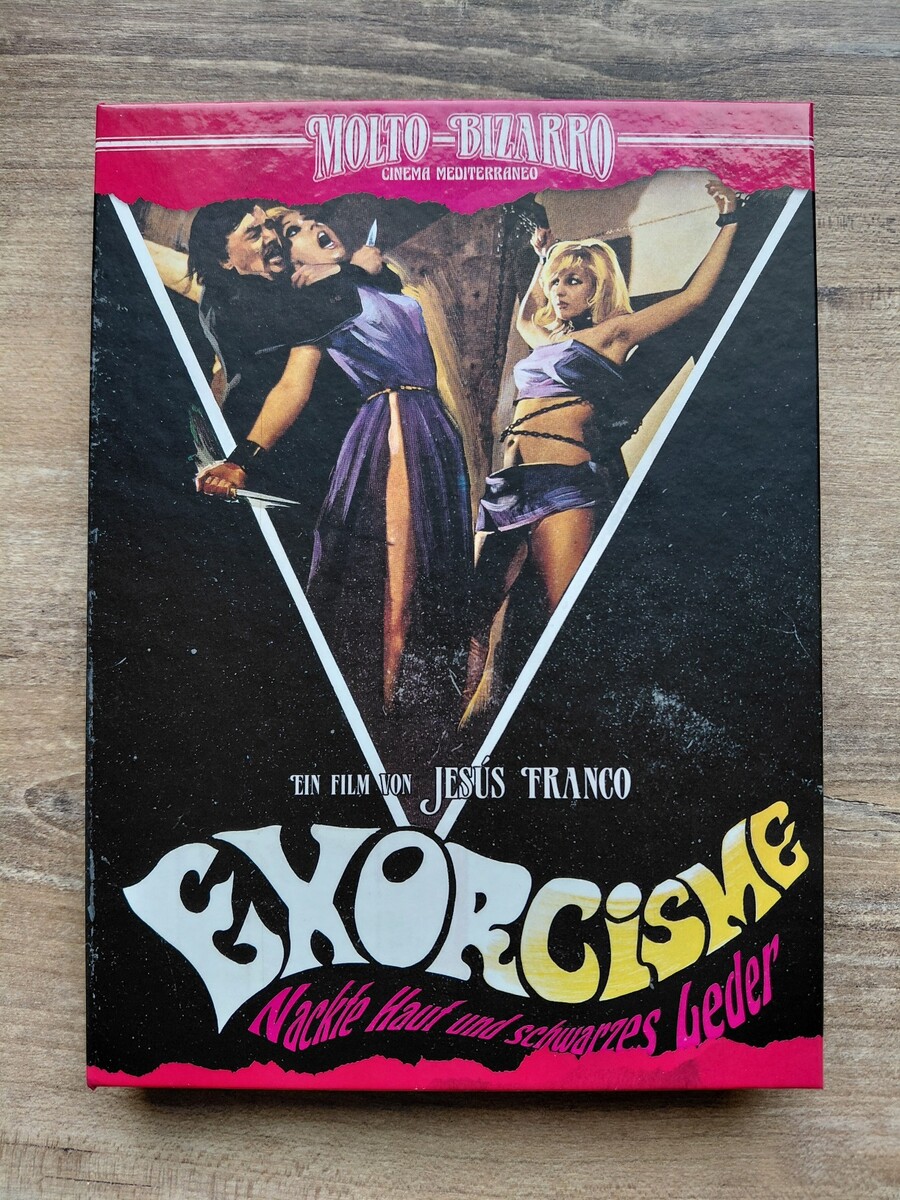 MOLTO-BIZARRO
CINEMA MEDITERRANEO
EIN FILM VON JESÚS FRANCO
EXORCISME
Nackte Haut und schwarzes Leder